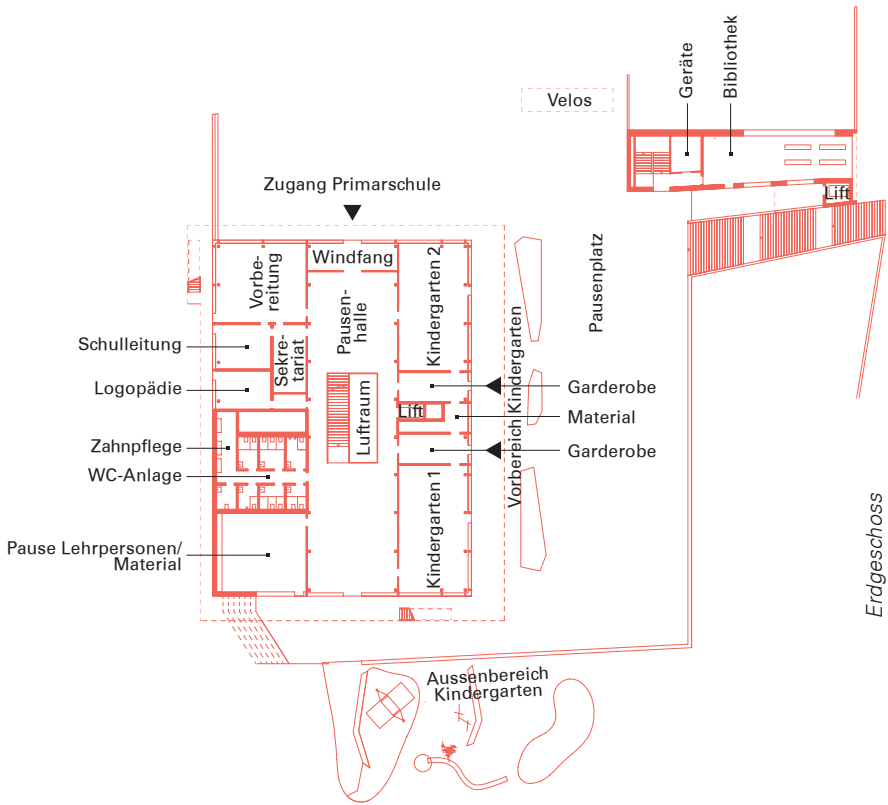 Geräte
Bibliothek
Velos
Zugang Primarschule
Lift
Windfang
Vorbe-
reitung
Pausen-
halle
Kindergarten 2
Pausenplatz
Schulleitung
Sekre-
tariat
Logopädie
Luftraum
Lift
Vorbereich Kindergarten
Garderobe
Material
Garderobe
Zahnpflege
WC-Anlage
Kindergarten 1
Pause Lehrpersonen/
Material
Erdgeschoss
Aussenbereich
Kindergarten